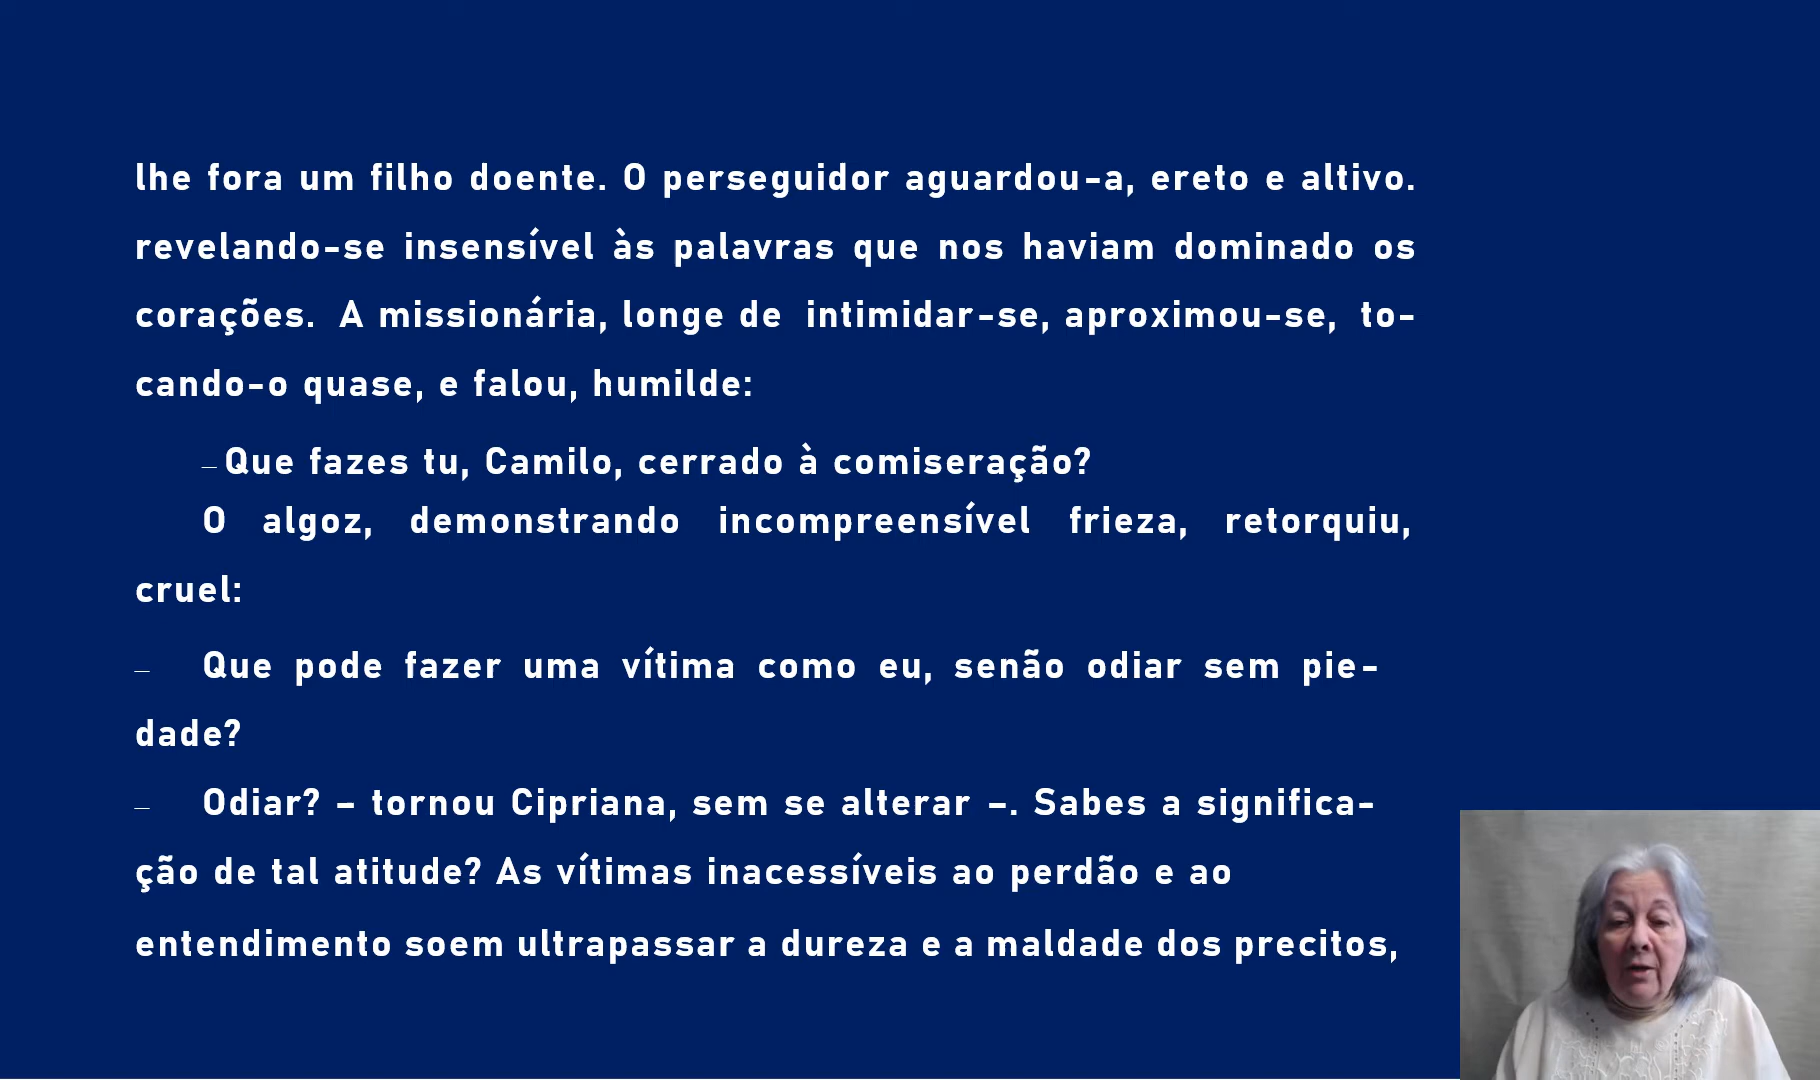 lhe fora um filho doente. O perseguidor aguardou-a, ereto e altivo.
revelando-se insensível às palavras que nos haviam dominado os
corações. A missionária, longe de intimidar-se, aproximou-se, to-
cando-o quase, e falou, humilde:
– Que fazes tu, Camilo, cerrado à comiseração?
O algoz, demonstrando incompreensível frieza, retorquiu,
cruel:
– Que pode fazer uma vítima como eu, senão odiar sem pie-
dade?
– Odiar? – tornou Cipriana, sem se alterar –. Sabes a significa-
ção de tal atitude? As vítimas inacessíveis ao perdão e ao
entendimento soem ultrapassar a dureza e a maldade dos precitos,